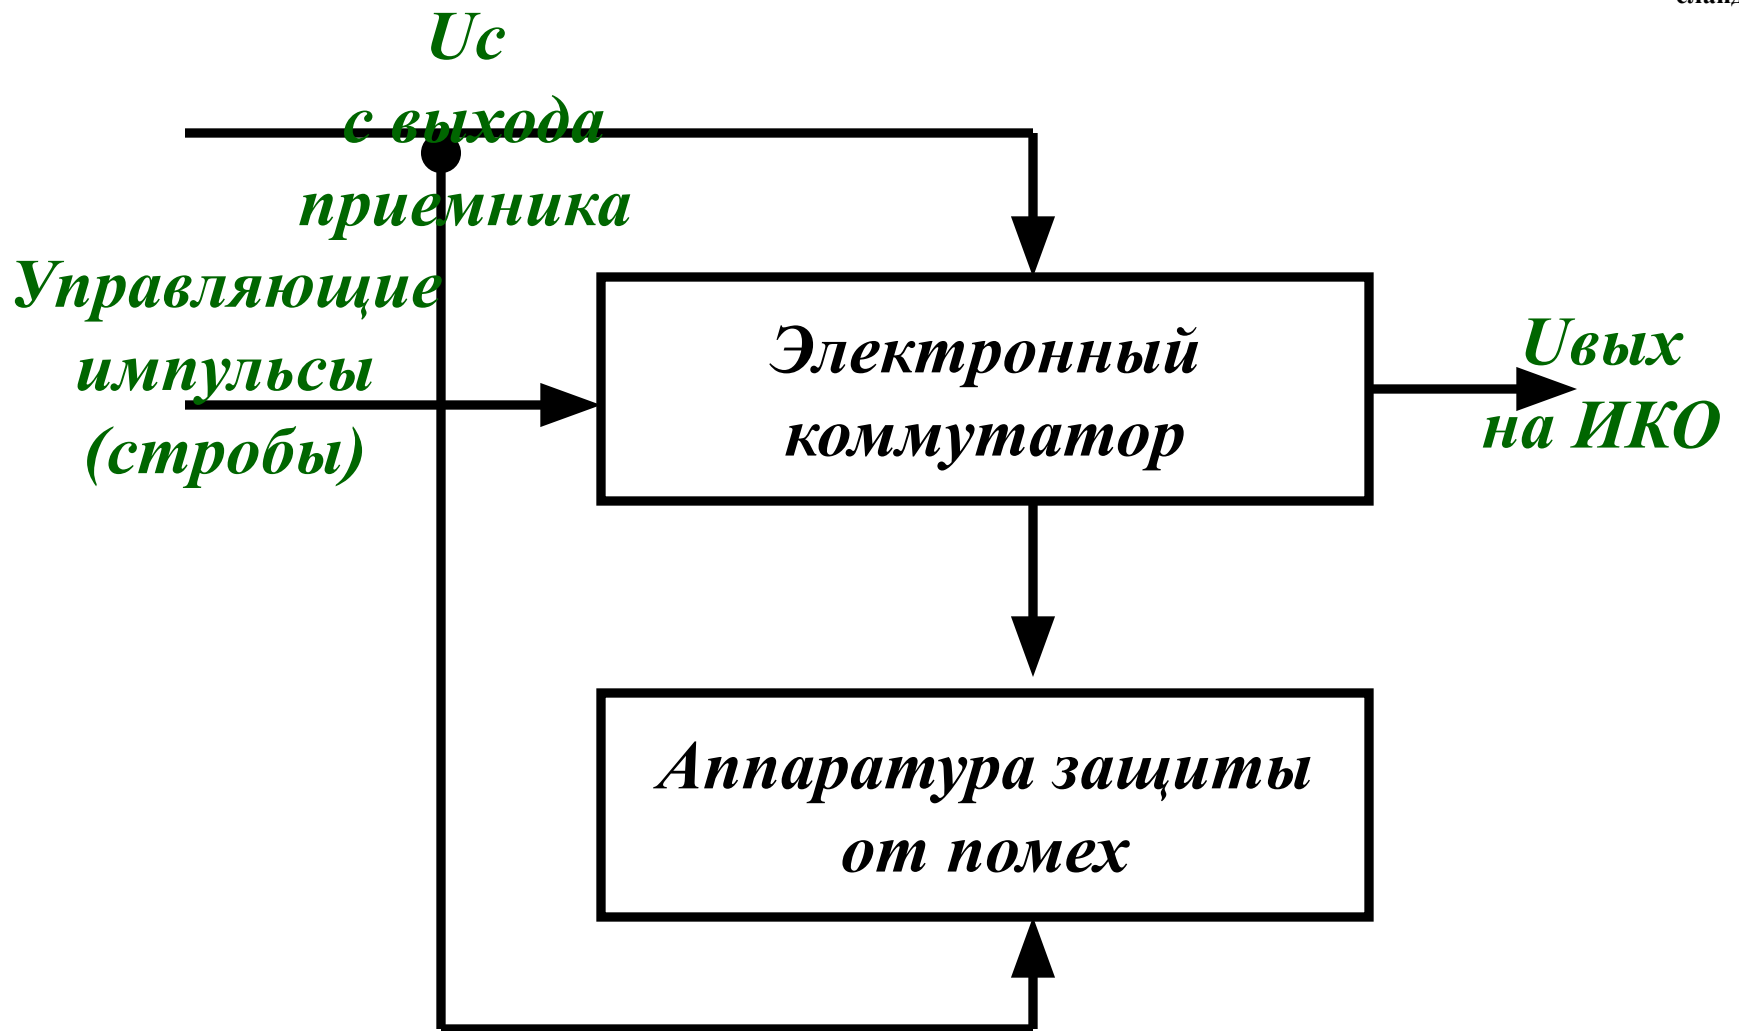 Uc
с выхода
приемника
Управляющие
импульсы
(стробы)
Электронный
коммутатор
Uвых
на ИКО
Аппаратура защиты
от помех